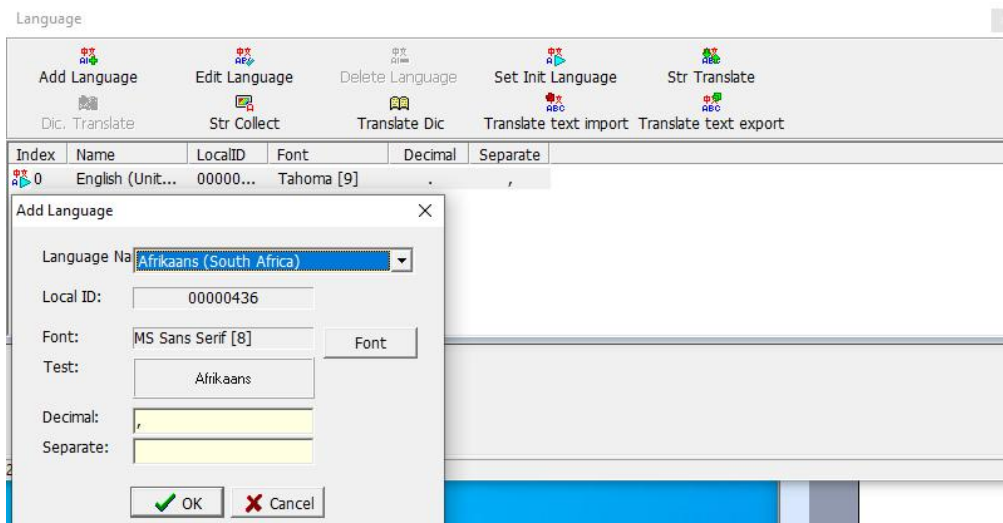 Language
Add Language Edit Language Delete Language Set Init Language Str Translate
Dic. Translate Str Collect Translate Dic Translate text import Translate text export
Index Name LocalID Font Decimal Separate
0 English (Unit... 00000... Tahoma [9] . ,
Add Language
Language Na Afrikaans (South Africa)
Local ID: 00000436
Font: MS Sans Serif [8] Font
Test: Afrikaans
Decimal: ,
Separate:
OK Cancel